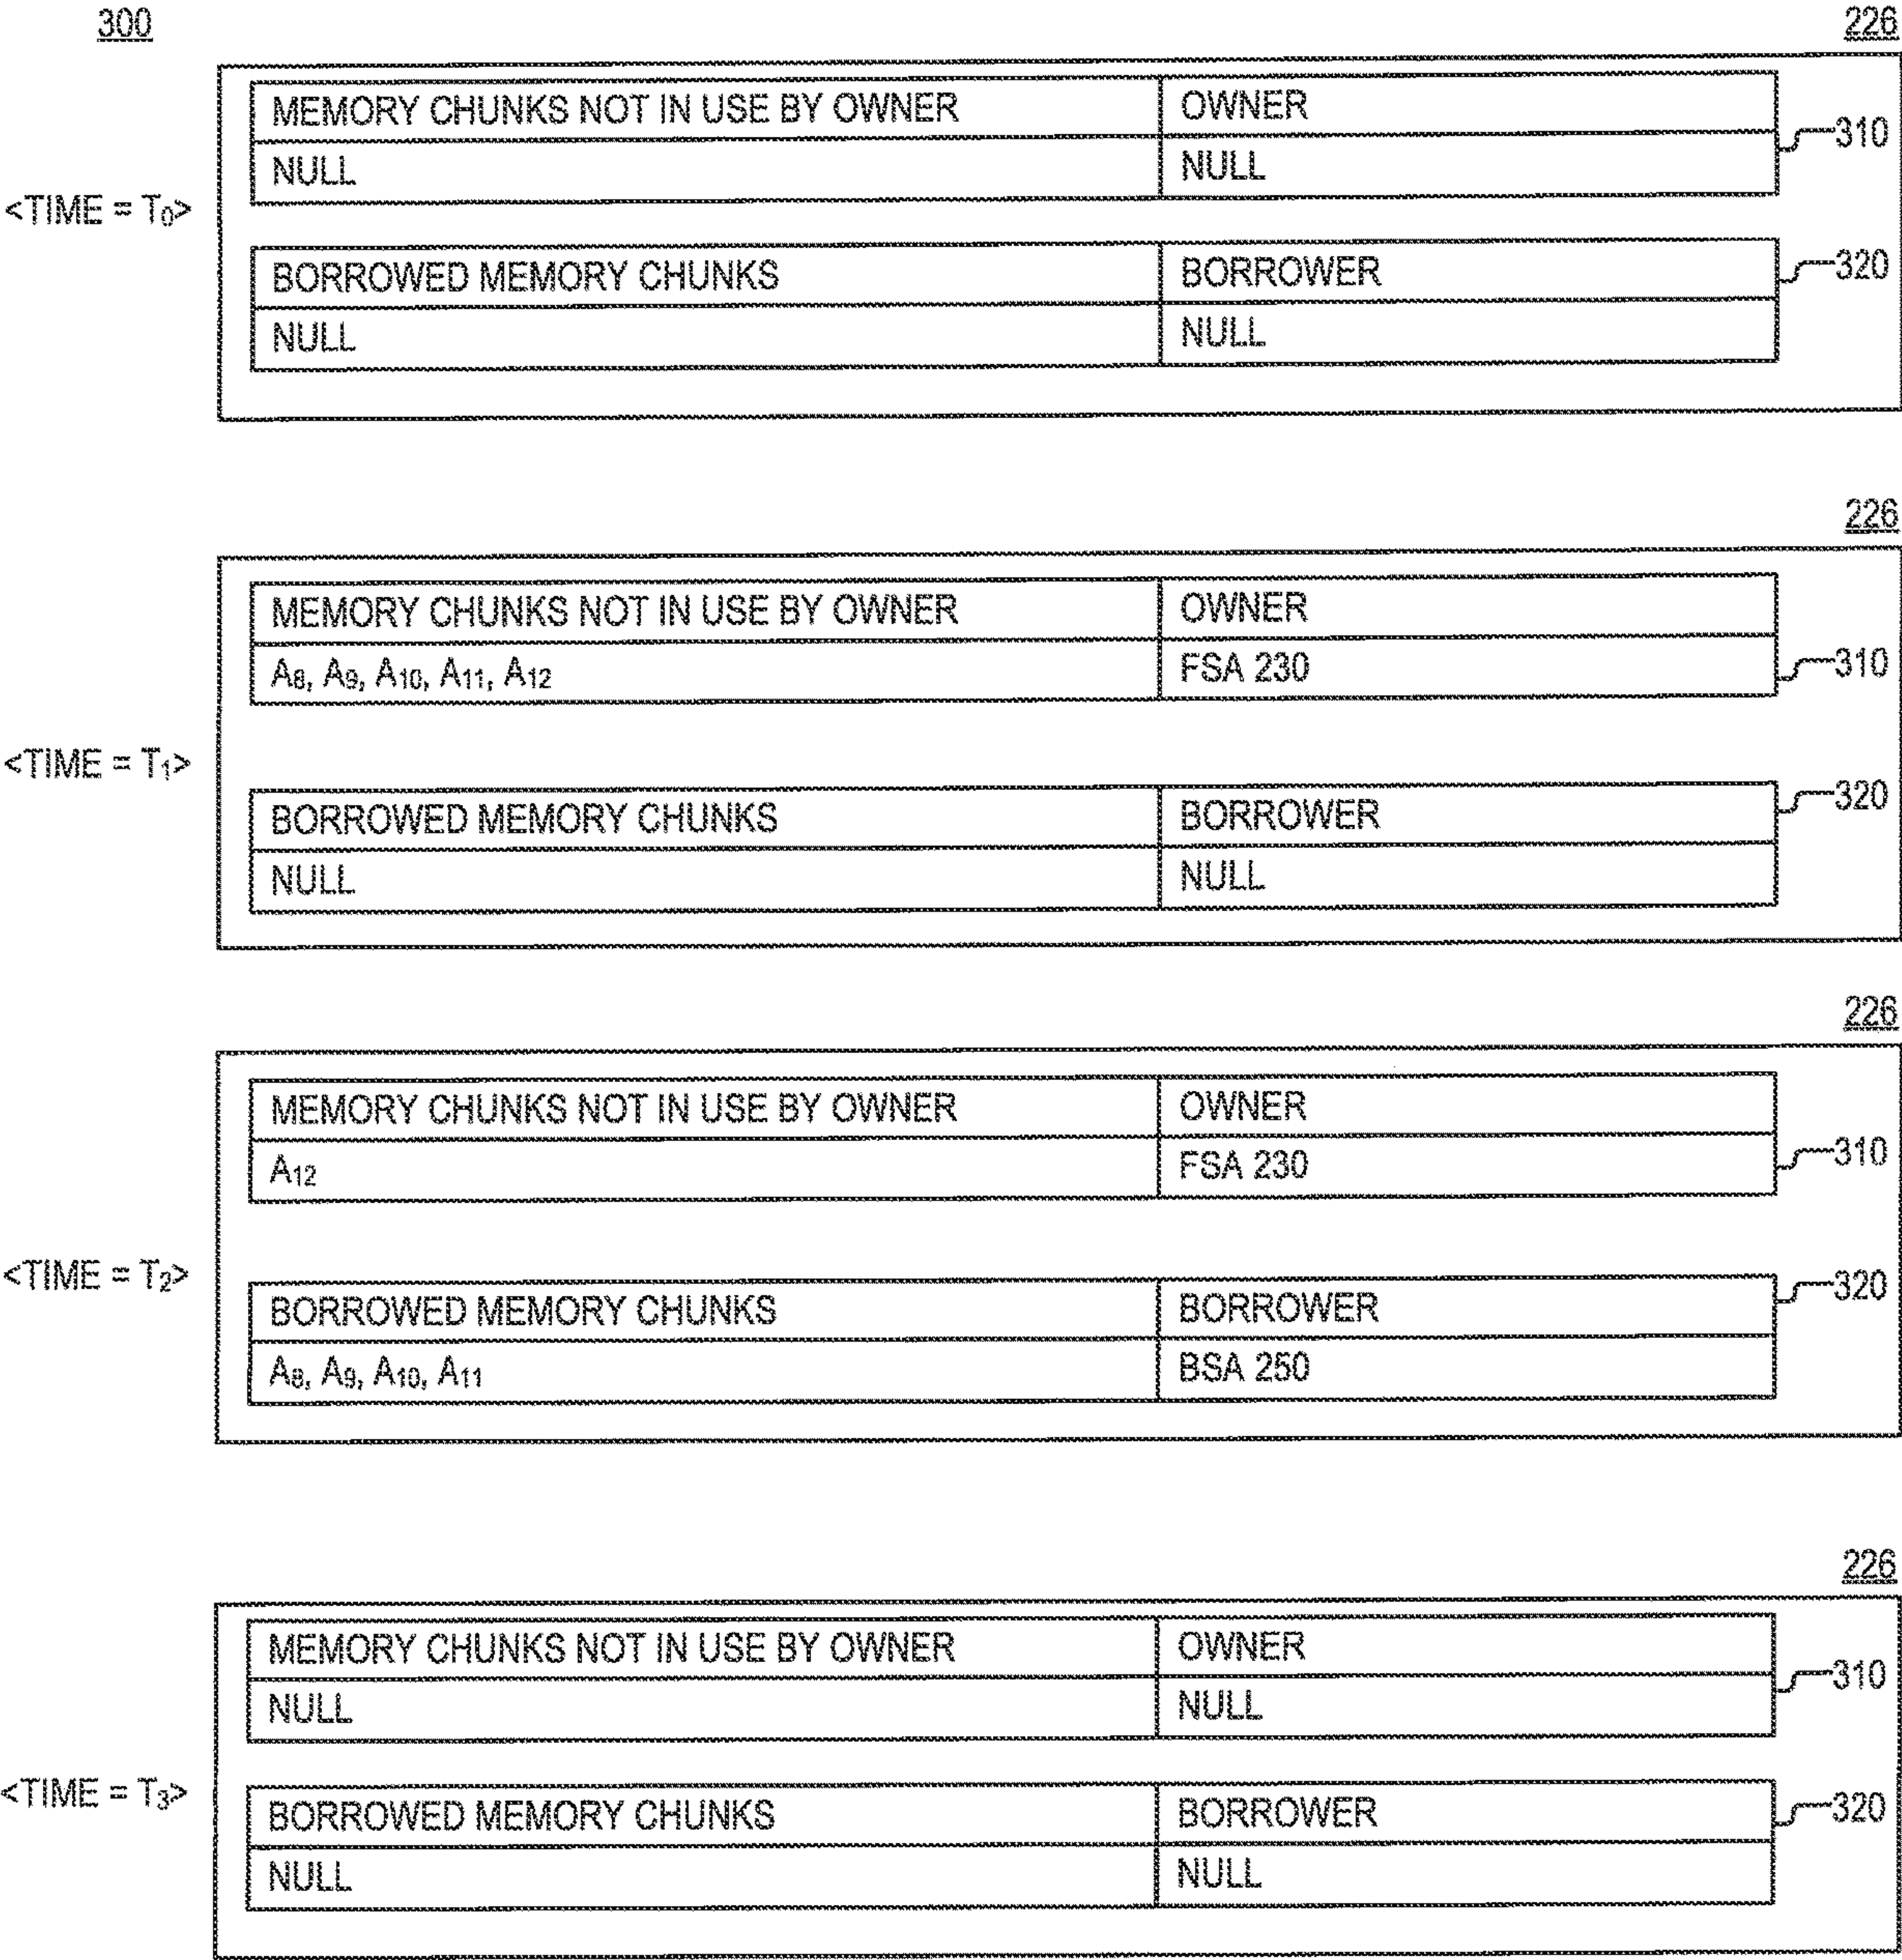 300
226
MEMORY CHUNKS NOT IN USE BY OWNER OWNER
310
NULL NULL
<TIME = T₀>
BORROWED MEMORY CHUNKS BORROWER
320
NULL NULL
226
MEMORY CHUNKS NOT IN USE BY OWNER OWNER
A₈, A₉, A₁₀, A₁₁, A₁₂ FSA 230
310
<TIME = T₁>
BORROWED MEMORY CHUNKS BORROWER
320
NULL NULL
226
MEMORY CHUNKS NOT IN USE BY OWNER OWNER
A₁₂ FSA 230
310
<TIME = T₂>
BORROWED MEMORY CHUNKS BORROWER
320
A₈, A₉, A₁₀, A₁₁ BSA 250
226
MEMORY CHUNKS NOT IN USE BY OWNER OWNER
310
NULL NULL
<TIME = T₃>
BORROWED MEMORY CHUNKS BORROWER
320
NULL NULL